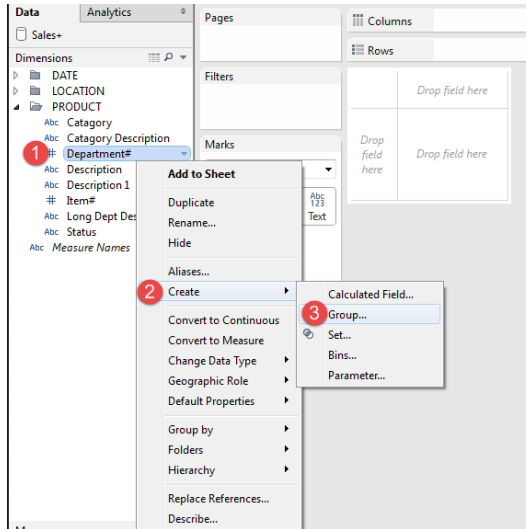 Data
Analytics
Sales+
Dimensions
DATE
LOCATION
PRODUCT
Abc Catagory
Abc Catagory Description
1
# Department#
Abc Description
Abc Description 1
# Item#
Abc Long Dept Des
Abc Status
Abc Measure Names
Pages
Filters
Marks
Abc
123
Text
Columns
Rows
Drop field here
Drop
field
here
Drop field here
Add to Sheet
Duplicate
Rename...
Hide
Aliases...
2
Create
Convert to Continuous
Convert to Measure
Change Data Type
Geographic Role
Default Properties
Group by
Folders
Hierarchy
Replace References...
Describe...
Calculated Field...
3
Group...
Set...
Bins...
Parameter...